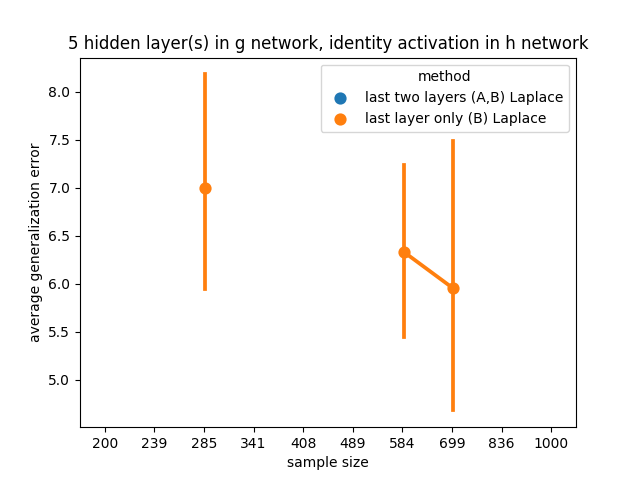 5 hidden layer(s) in g network, identity activation in h network
method
last two layers (A,B) Laplace
last layer only (B) Laplace
average generalization error
8.0
7.5
7.0
6.5
6.0
5.5
5.0
200 239 285 341 408 489 584 699 836 1000
sample size